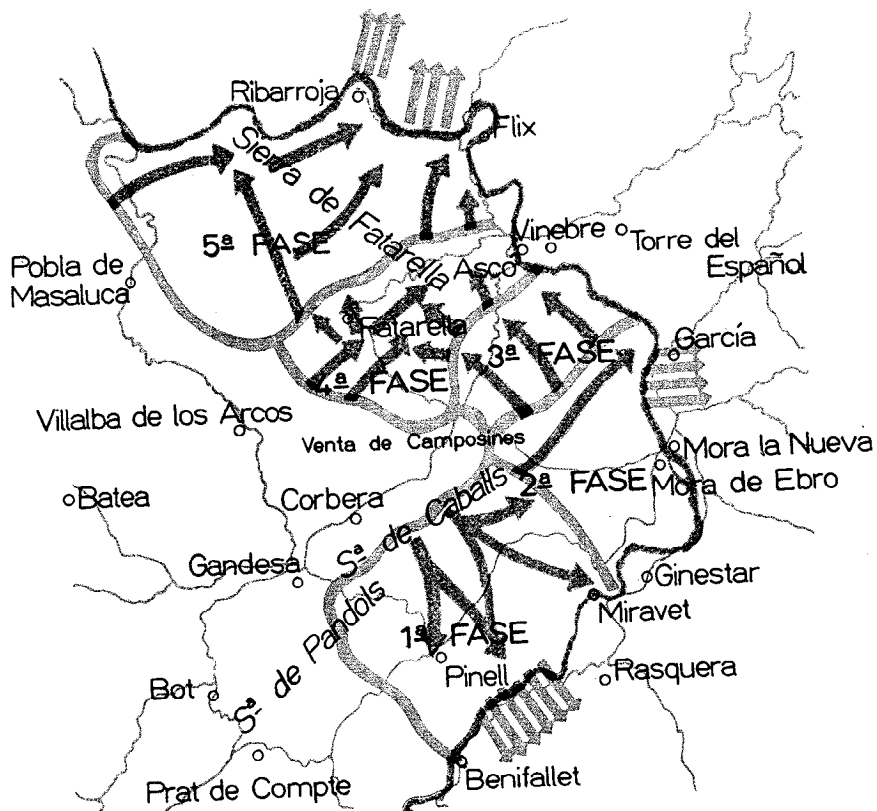 Ribarroja
Flix
Sierra de Fatarella
5ª FASE
Vinebre
Torre del
Español
Asco
Pobla de
Masaluca
Fatarella
3ª FASE
García
4ª FASE
Villalba de los Arcos
Venta de Camposines
Mora la Nueva
Mora de Ebro
2ª FASE
Batea
Corbera
Sª de Caballs
Gandesa
Ginestar
Miravet
Sª de Pandols
1ª FASE
Pinell
Rasquera
Bot
Prat de Compte
Benifallet